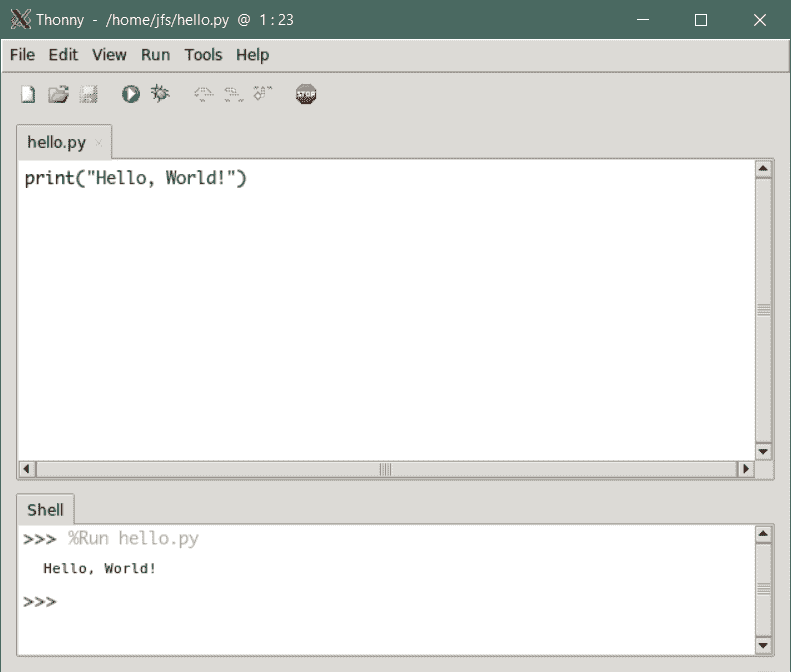 Thonny - /home/jfs/hello.py @ 1 : 23
File Edit View Run Tools Help
STOP
hello.py
print("Hello, World!")
Shell
>>> %Run hello.py
Hello, World!
>>>